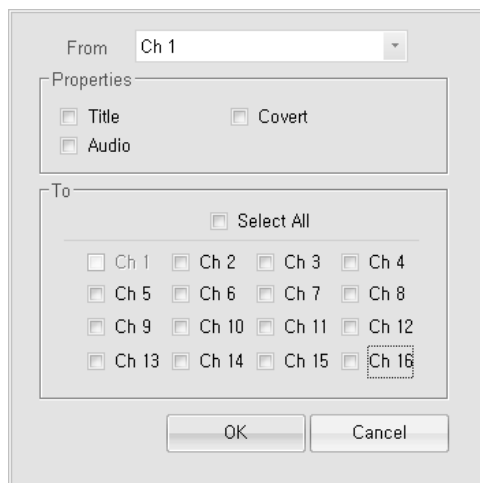 From Ch 1
Properties
Title Covert
Audio
To
Select All
Ch 1 Ch 2 Ch 3 Ch 4
Ch 5 Ch 6 Ch 7 Ch 8
Ch 9 Ch 10 Ch 11 Ch 12
Ch 13 Ch 14 Ch 15 Ch 16
OK Cancel